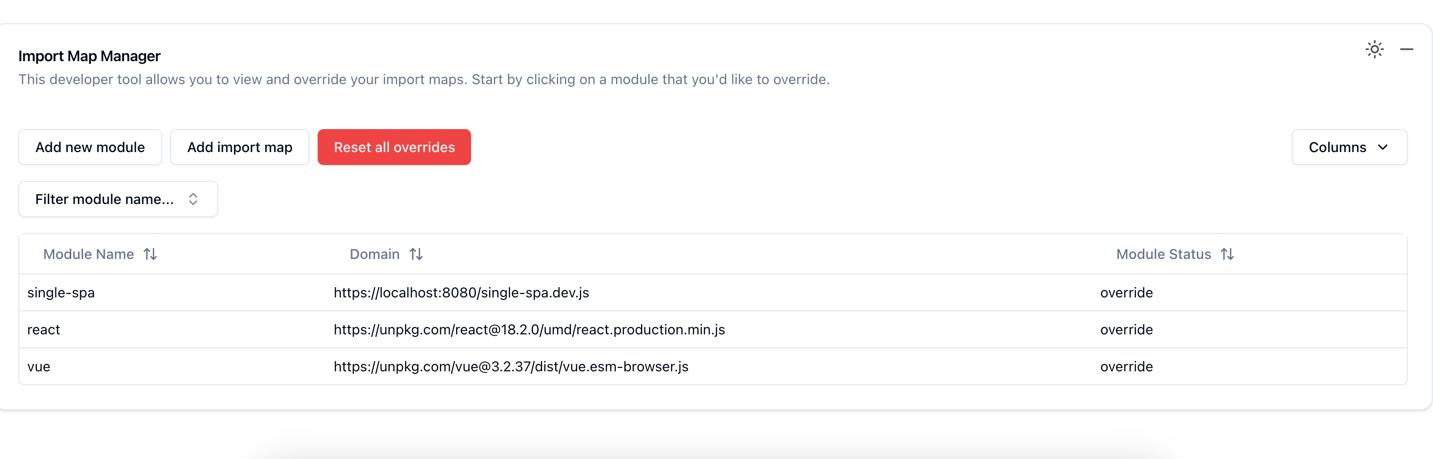 Import Map Manager
This developer tool allows you to view and override your import maps. Start by clicking on a module that you'd like to override.
Add new module Add import map Reset all overrides Columns
Filter module name...
Module Name Domain Module Status
single-spa https://localhost:8080/single-spa.dev.js override
react https://unpkg.com/react@18.2.0/umd/react.production.min.js override
vue https://unpkg.com/vue@3.2.37/dist/vue.esm-browser.js override